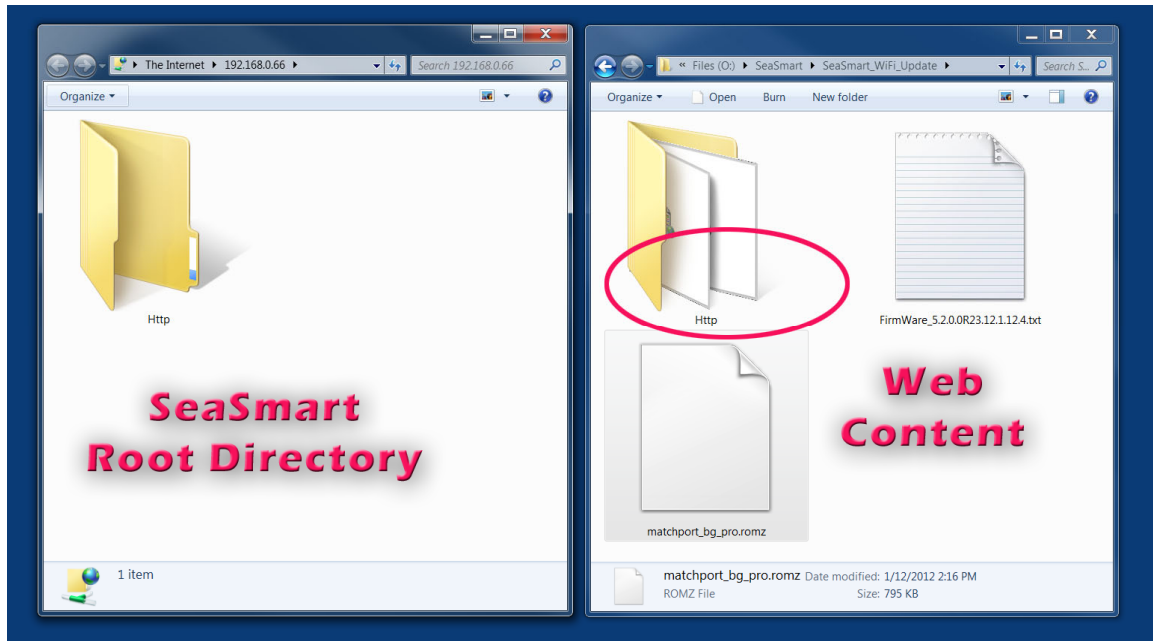 The Internet ▸ 192.168.0.66 ▸
Search 192.168.0.66
Organize
Http
SeaSmart
Root Directory
1 item
« Files (O:) ▸ SeaSmart ▸ SeaSmart_WiFi_Update ▸
Search S...
Organize
Open
Burn
New folder
Http
FirmWare_5.2.0.0R23.12.1.12.4.txt
Web
Content
matchport_bg_pro.romz
matchport_bg_pro.romz Date modified: 1/12/2012 2:16 PM
ROMZ File Size: 795 KB